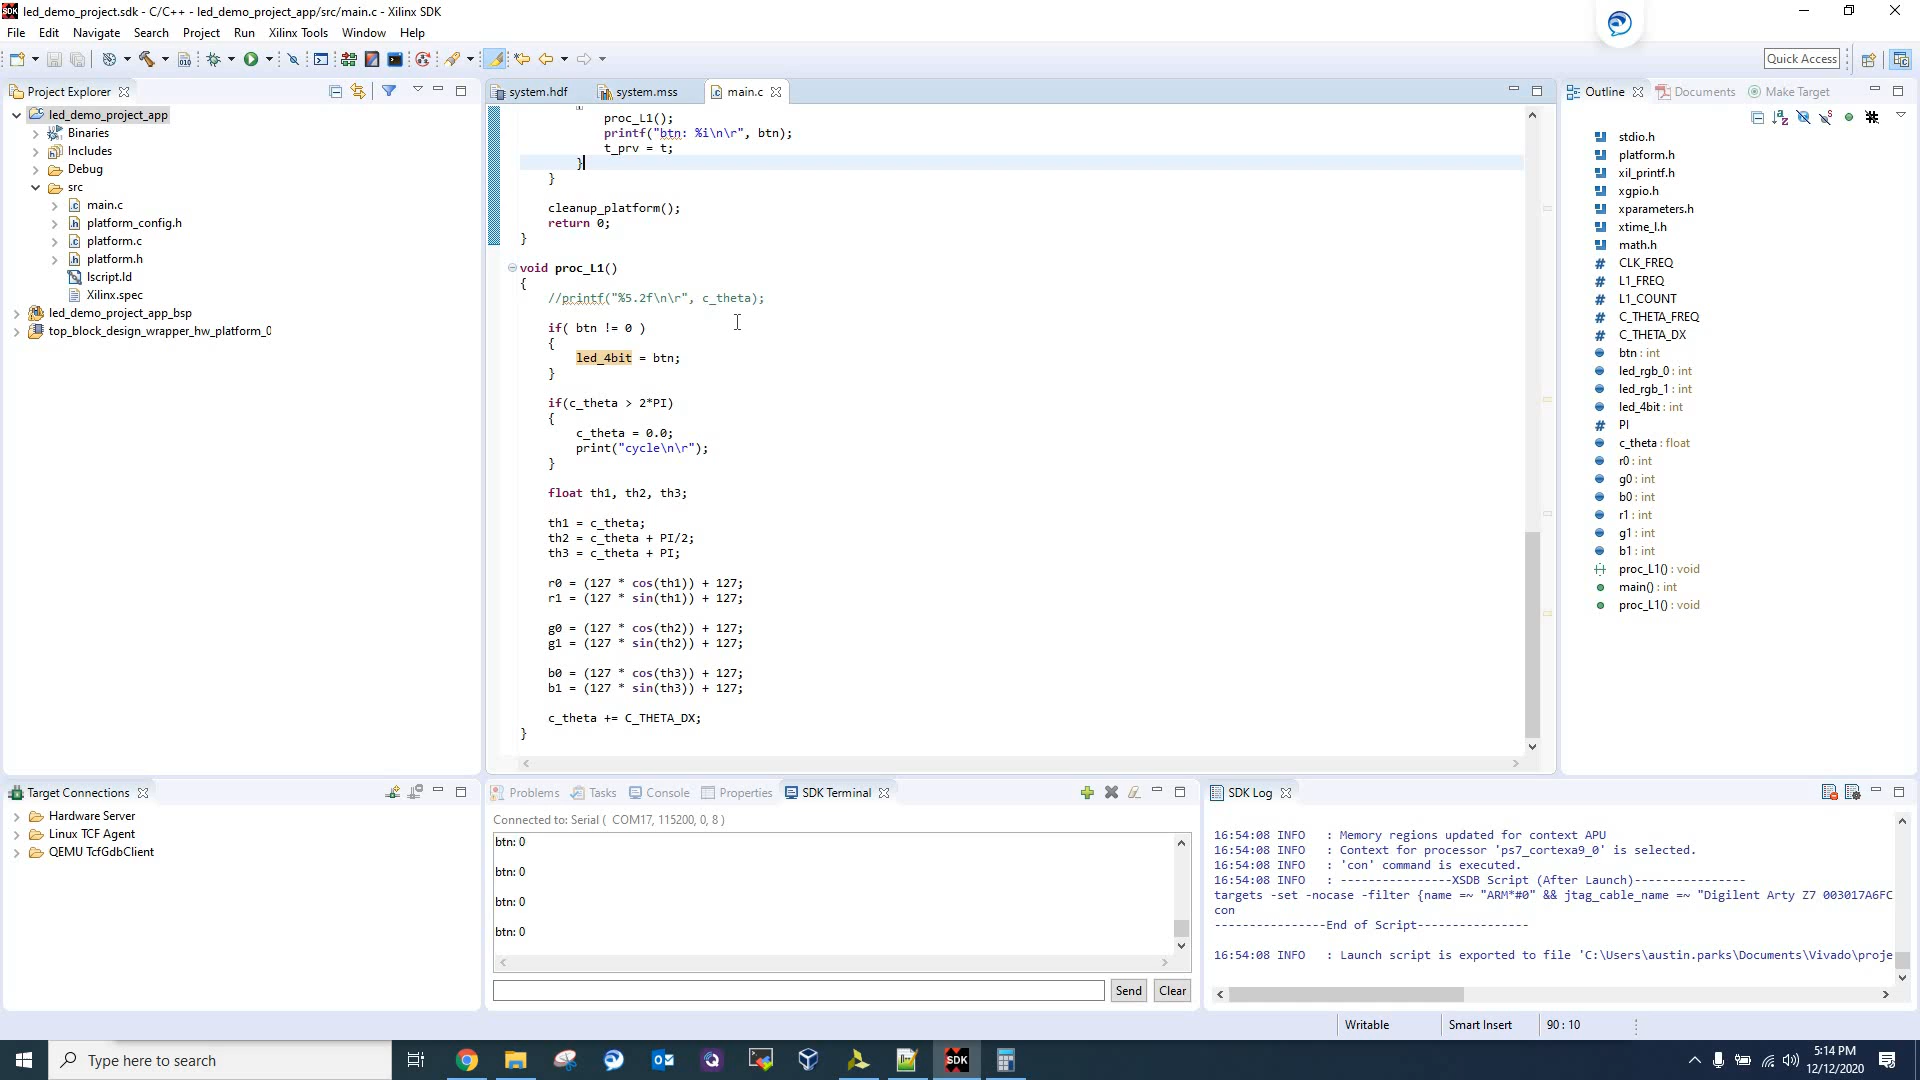 led_demo_project.sdk - C/C++ - led_demo_project_app/src/main.c - Xilinx SDK
File Edit Navigate Search Project Run Xilinx Tools Window Help
Quick Access
Project Explorer
led_demo_project_app
Binaries
Includes
Debug
src
main.c
platform_config.h
platform.c
platform.h
lscript.ld
Xilinx.spec
led_demo_project_app_bsp
top_block_design_wrapper_hw_platform_0
system.hdf system.mss main.c
proc_L1();
printf("btn: %i\n\r", btn);
t_prv = t;
}
}
cleanup_platform();
return 0;
}
void proc_L1()
{
//printf("%5.2f\n\r", c_theta);
if( btn != 0 )
{
led_4bit = btn;
}
if(c_theta > 2*PI)
{
c_theta = 0.0;
print("cycle\n\r");
}
float th1, th2, th3;
th1 = c_theta;
th2 = c_theta + PI/2;
th3 = c_theta + PI;
r0 = (127 * cos(th1)) + 127;
r1 = (127 * sin(th1)) + 127;
g0 = (127 * cos(th2)) + 127;
g1 = (127 * sin(th2)) + 127;
b0 = (127 * cos(th3)) + 127;
b1 = (127 * sin(th3)) + 127;
c_theta += C_THETA_DX;
}
Outline Documents Make Target
stdio.h
platform.h
xil_printf.h
xgpio.h
xparameters.h
xtime_l.h
math.h
CLK_FREQ
L1_FREQ
L1_COUNT
C_THETA_FREQ
C_THETA_DX
btn : int
led_rgb_0 : int
led_rgb_1 : int
led_4bit : int
PI
c_theta : float
r0 : int
g0 : int
b0 : int
r1 : int
g1 : int
b1 : int
proc_L1() : void
main() : int
proc_L1() : void
Target Connections
Hardware Server
Linux TCF Agent
QEMU TcfGdbClient
Problems Tasks Console Properties SDK Terminal
Connected to: Serial ( COM17, 115200, 0, 8 )
btn: 0
btn: 0
btn: 0
btn: 0
Send Clear
SDK Log
16:54:08 INFO : Memory regions updated for context APU
16:54:08 INFO : Context for processor 'ps7_cortexa9_0' is selected.
16:54:08 INFO : 'con' command is executed.
16:54:08 INFO : ----------------XSDB Script (After Launch)----------------
targets -set -nocase -filter {name =~ "ARM*#0" && jtag_cable_name =~ "Digilent Arty Z7 003017A6FC
con
----------------End of Script----------------
16:54:08 INFO : Launch script is exported to file 'C:\Users\austin.parks\Documents\Vivado\proje
Writable Smart Insert 90 : 10
Type here to search
SDK
5:14 PM
12/12/2020